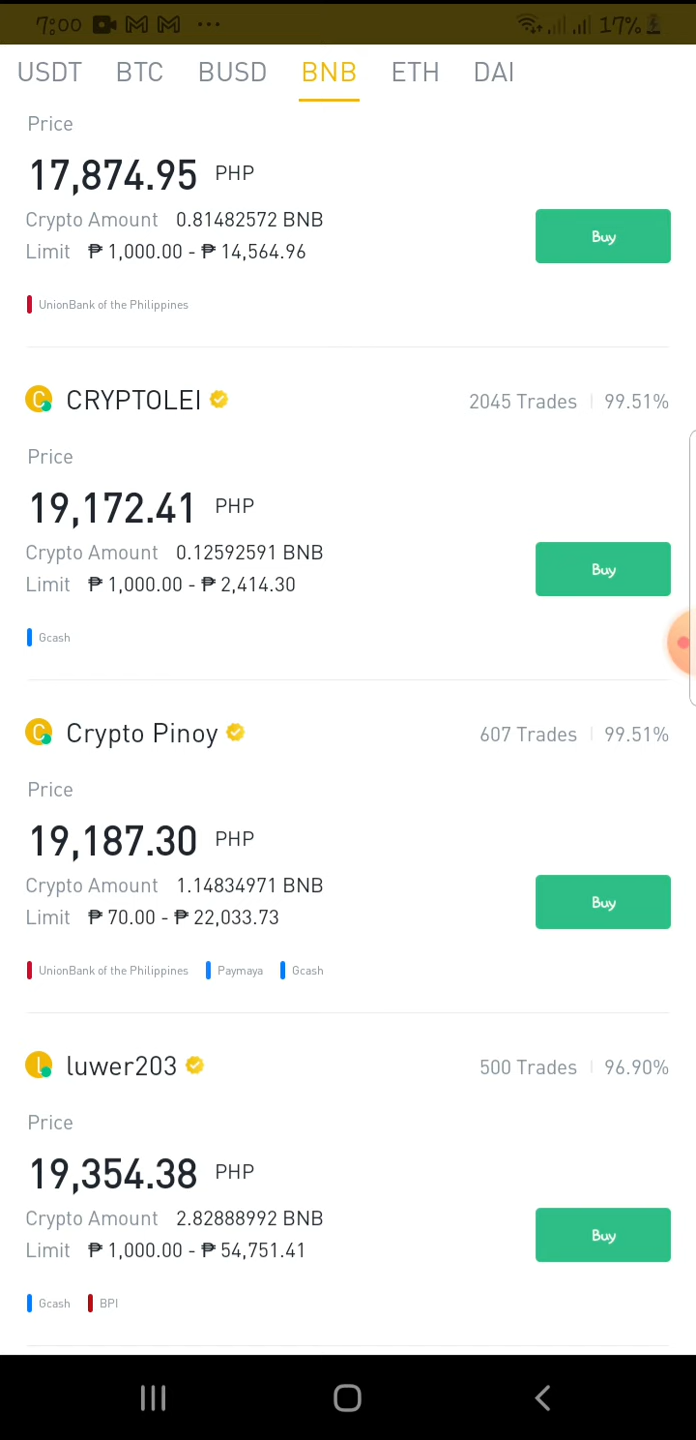 7:00 17%
USDT BTC BUSD BNB ETH DAI
Price
17,874.95 PHP
Crypto Amount 0.81482572 BNB
Limit ₱ 1,000.00 - ₱ 14,564.96
Buy
UnionBank of the Philippines
C CRYPTOLEI 2045 Trades | 99.51%
Price
19,172.41 PHP
Crypto Amount 0.12592591 BNB
Limit ₱ 1,000.00 - ₱ 2,414.30
Buy
Gcash
C Crypto Pinoy 607 Trades | 99.51%
Price
19,187.30 PHP
Crypto Amount 1.14834971 BNB
Limit ₱ 70.00 - ₱ 22,033.73
Buy
UnionBank of the Philippines Paymaya Gcash
L luwer203 500 Trades | 96.90%
Price
19,354.38 PHP
Crypto Amount 2.82888992 BNB
Limit ₱ 1,000.00 - ₱ 54,751.41
Buy
Gcash BPI